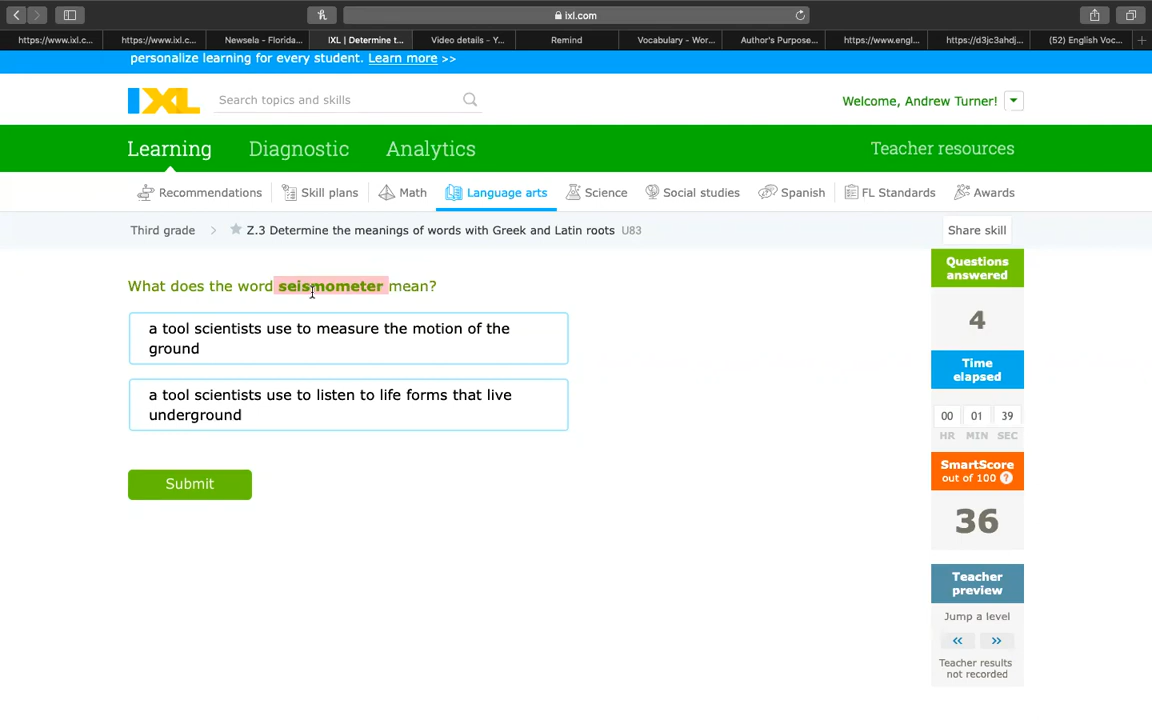 ixl.com
https://www.ixl.c...
https://www.ixl.c...
Newsela - Florida...
IXL | Determine t...
Video details - Y...
Remind
Vocabulary - Wor...
Author's Purpose...
https://www.engl...
https://d3jc3ahdj...
(52) English Voc...
personalize learning for every student. Learn more >>
IXL
Search topics and skills
Welcome, Andrew Turner!
Learning
Diagnostic
Analytics
Teacher resources
Recommendations
Skill plans
Math
Language arts
Science
Social studies
Spanish
FL Standards
Awards
Third grade > Z.3 Determine the meanings of words with Greek and Latin roots U83
Share skill
What does the word seismometer mean?
a tool scientists use to measure the motion of the
ground
a tool scientists use to listen to life forms that live
underground
Submit
Questions
answered
4
Time
elapsed
00 01 39
HR MIN SEC
SmartScore
out of 100 ?
36
Teacher
preview
Jump a level
<< >>
Teacher results
not recorded